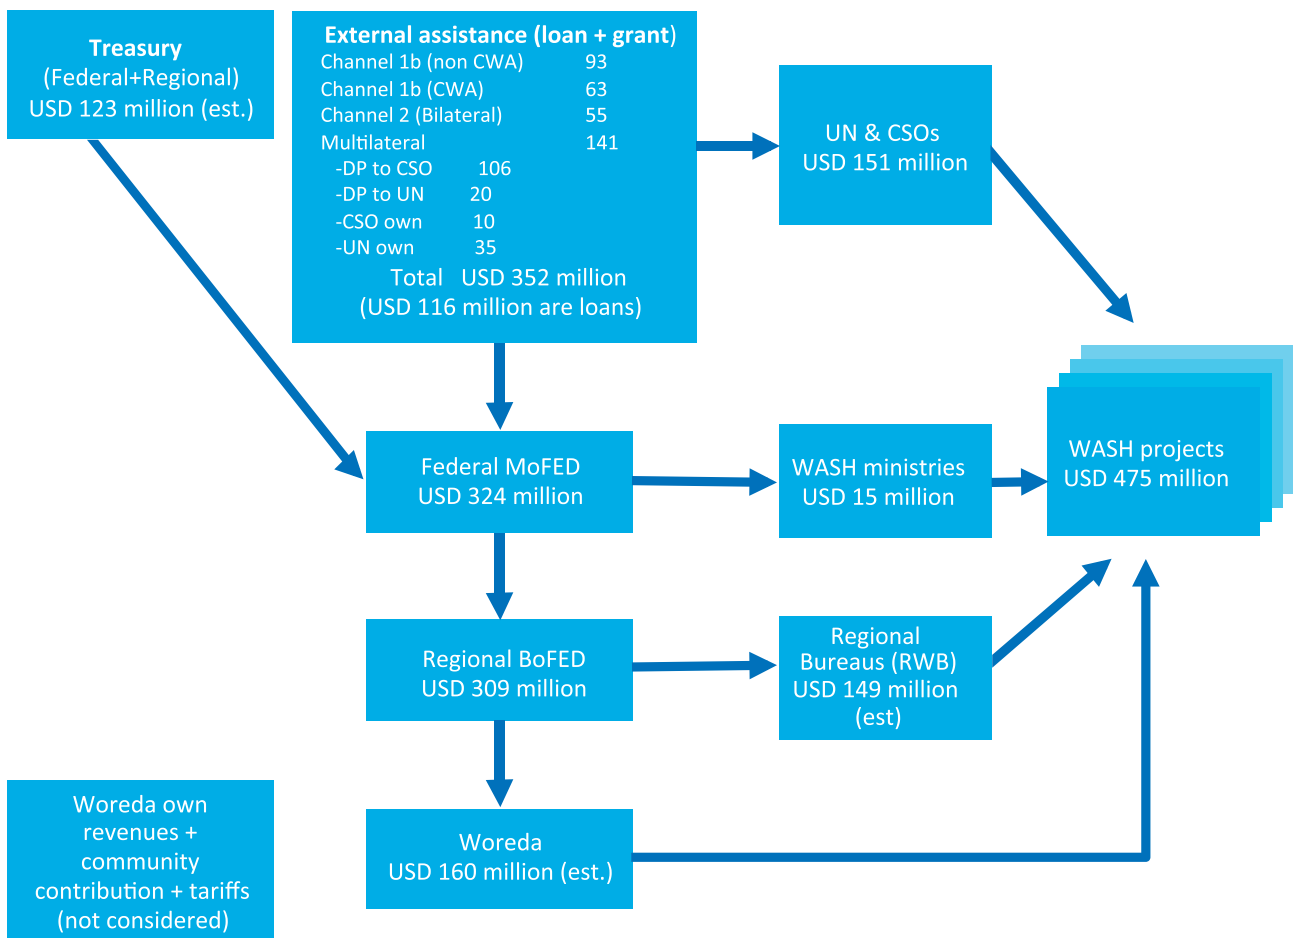 Treasury
(Federal+Regional)
USD 123 million (est.)
External assistance (loan + grant)
Channel 1b (non CWA) 93
Channel 1b (CWA) 63
Channel 2 (Bilateral) 55
Multilateral 141
-DP to CSO 106
-DP to UN 20
-CSO own 10
-UN own 35
Total USD 352 million
(USD 116 million are loans)
UN & CSOs
USD 151 million
Federal MoFED
USD 324 million
WASH ministries
USD 15 million
WASH projects
USD 475 million
Regional BoFED
USD 309 million
Regional
Bureaus (RWB)
USD 149 million
(est)
Woreda own
revenues +
community
contribution + tariffs
(not considered)
Woreda
USD 160 million (est.)